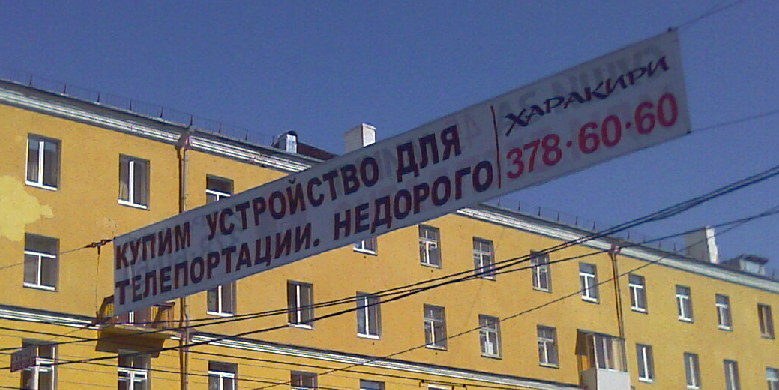 КУПИМ УСТРОЙСТВО ДЛЯ
ТЕЛЕПОРТАЦИИ. НЕДОРОГО
ХАРАКИРИ
378·60·60